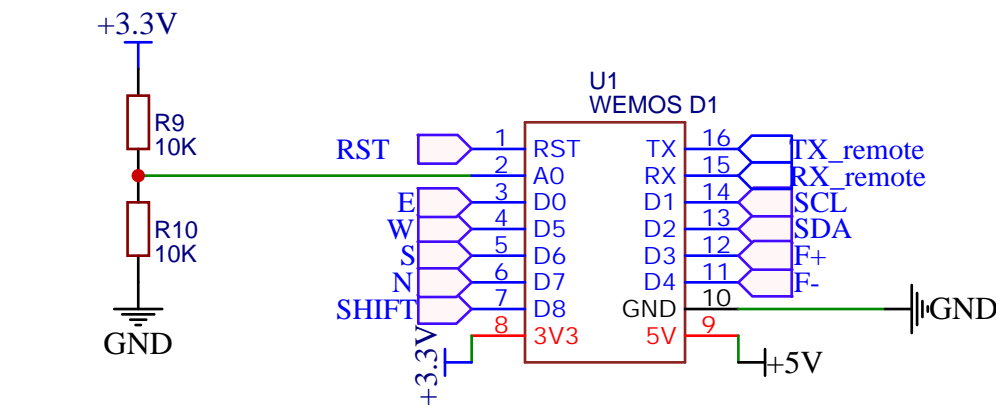 +3.3V
R9
10K
R10
10K
GND
U1
WEMOS D1
RST 1 RST TX 16 TX_remote
2 A0 RX 15 RX_remote
E 3 D0 D1 14 SCL
W 4 D5 D2 13 SDA
S 5 D6 D3 12 F+
N 6 D7 D4 11 F-
SHIFT 7 D8 GND 10 GND
+3.3V 8 3V3 5V 9 +5V